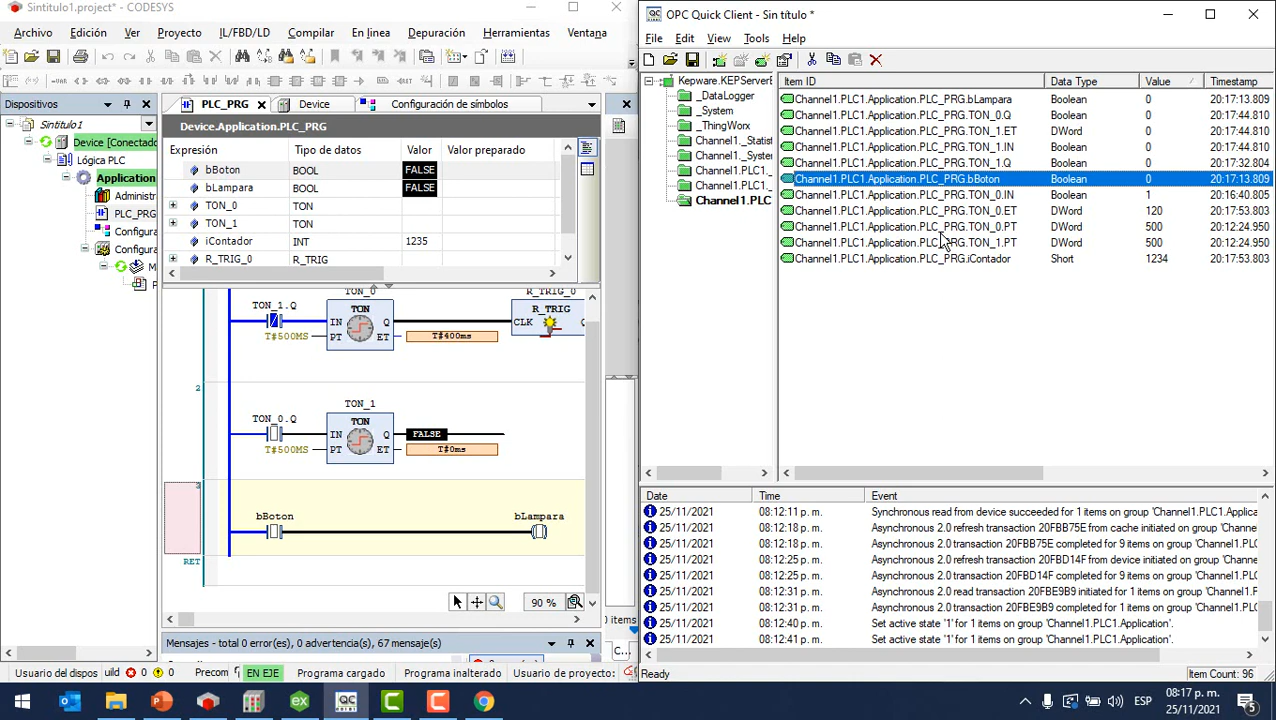 Sintitulo1.project* - CODESYS
Archivo Edición Ver Proyecto IL/FBD/LD Compilar En línea Depuración Herramientas Ventana
Dispositivos
Sintitulo1
Device [Conectado
Lógica PLC
Application
Administr
PLC_PRG
Configura
Configura
M
P
PLC_PRG Device Configuración de símbolos
Device.Application.PLC_PRG
Expresión Tipo de datos Valor Valor preparado
bBoton BOOL FALSE
bLampara BOOL FALSE
TON_0 TON
TON_1 TON
iContador INT 1235
R_TRIG_0 R_TRIG
TON_0 R_TRIG_0
TON_1.Q TON R_TRIG
IN Q CLK Q
T#500MS PT ET T#400ms
2
TON_1
TON_0.Q TON
IN Q FALSE
T#500MS PT ET T#0ms
3
bBoton bLampara
RET
90 %
Mensajes - total 0 error(es), 0 advertencia(s), 67 mensaje(s)
0 items
C...
Usuario del dispos uild 0 0 Precom EN EJE Programa cargado Programa inalterado Usuario de proyecto:
OPC Quick Client - Sin título *
File Edit View Tools Help
Kepware.KEPServerE
_DataLogger
_System
_ThingWorx
Channel1._Statist
Channel1._System
Channel1.PLC1.
Channel1.PLC1._
Channel1.PLC
Item ID Data Type Value Timestamp
Channel1.PLC1.Application.PLC_PRG.bLampara Boolean 0 20:17:13.809
Channel1.PLC1.Application.PLC_PRG.TON_0.Q Boolean 0 20:17:44.810
Channel1.PLC1.Application.PLC_PRG.TON_1.ET DWord 0 20:17:44.810
Channel1.PLC1.Application.PLC_PRG.TON_1.IN Boolean 0 20:17:44.810
Channel1.PLC1.Application.PLC_PRG.TON_1.Q Boolean 0 20:17:32.804
Channel1.PLC1.Application.PLC_PRG.bBoton Boolean 0 20:17:13.809
Channel1.PLC1.Application.PLC_PRG.TON_0.IN Boolean 1 20:16:40.805
Channel1.PLC1.Application.PLC_PRG.TON_0.ET DWord 120 20:17:53.803
Channel1.PLC1.Application.PLC_PRG.TON_0.PT DWord 500 20:12:24.950
Channel1.PLC1.Application.PLC_PRG.TON_1.PT DWord 500 20:12:24.950
Channel1.PLC1.Application.PLC_PRG.iContador Short 1234 20:17:53.803
Date Time Event
25/11/2021 08:12:11 p. m. Synchronous read from device succeeded for 1 items on group 'Channel1.PLC1.Applica
25/11/2021 08:12:18 p. m. Asynchronous 2.0 refresh transaction 20FBB75E from cache initiated on group 'Channe
25/11/2021 08:12:18 p. m. Asynchronous 2.0 transaction 20FBB75E completed for 9 items on group 'Channel1.PLC
25/11/2021 08:12:25 p. m. Asynchronous 2.0 refresh transaction 20FBD14F from device initiated on group 'Channe
25/11/2021 08:12:25 p. m. Asynchronous 2.0 transaction 20FBD14F completed for 9 items on group 'Channel1.PLC
25/11/2021 08:12:31 p. m. Asynchronous 2.0 read transaction 20FBE9B9 initiated for 1 items on group 'Channel1.P
25/11/2021 08:12:31 p. m. Asynchronous 2.0 transaction 20FBE9B9 completed for 1 items on group 'Channel1.PLC
25/11/2021 08:12:40 p. m. Set active state '1' for 1 items on group 'Channel1.PLC1.Application'.
25/11/2021 08:12:41 p. m. Set active state '1' for 1 items on group 'Channel1.PLC1.Application'.
Ready Item Count: 96
ESP 08:17 p. m.
25/11/2021 5